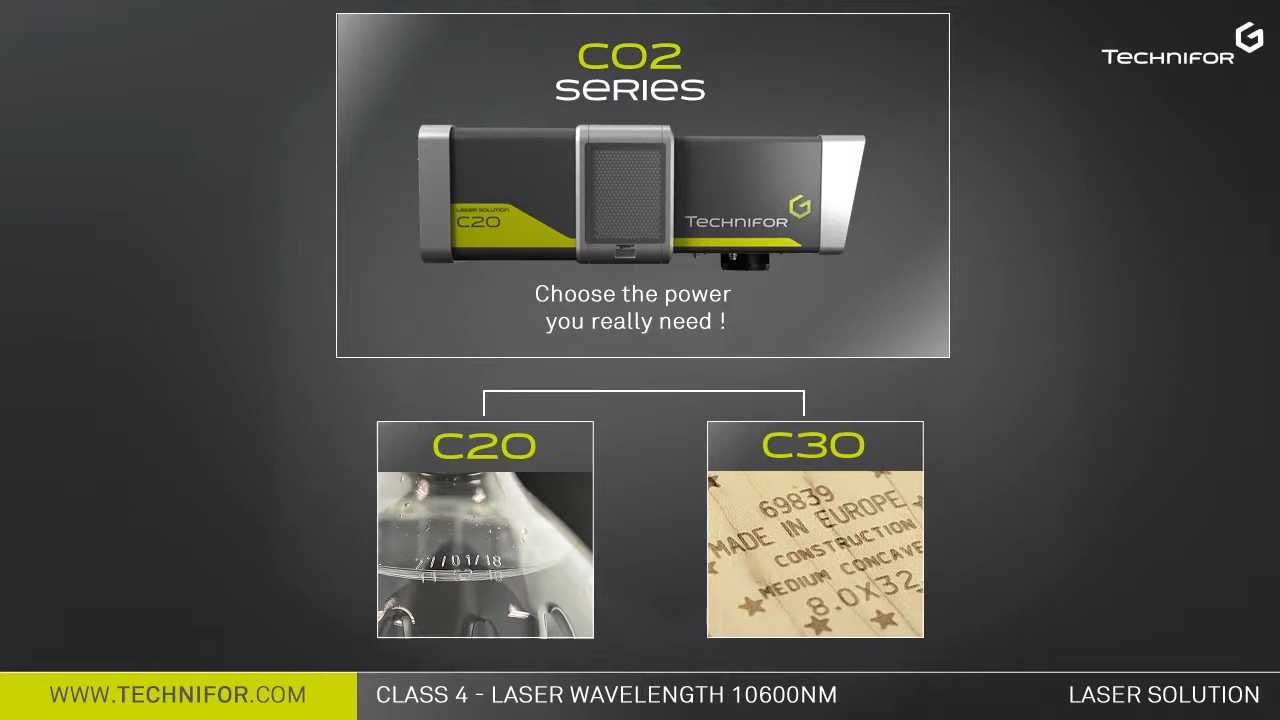 CO2
SERIES
TECHNIFOR
LASER SOLUTION
C20
TECHNIFOR
Choose the power
you really need !
C20
C30
27/01/18
69839
MADE IN EUROPE
CONSTRUCTION
MEDIUM CONCAVE
8.0X32
WWW.TECHNIFOR.COM
CLASS 4 - LASER WAVELENGTH 10600NM
LASER SOLUTION